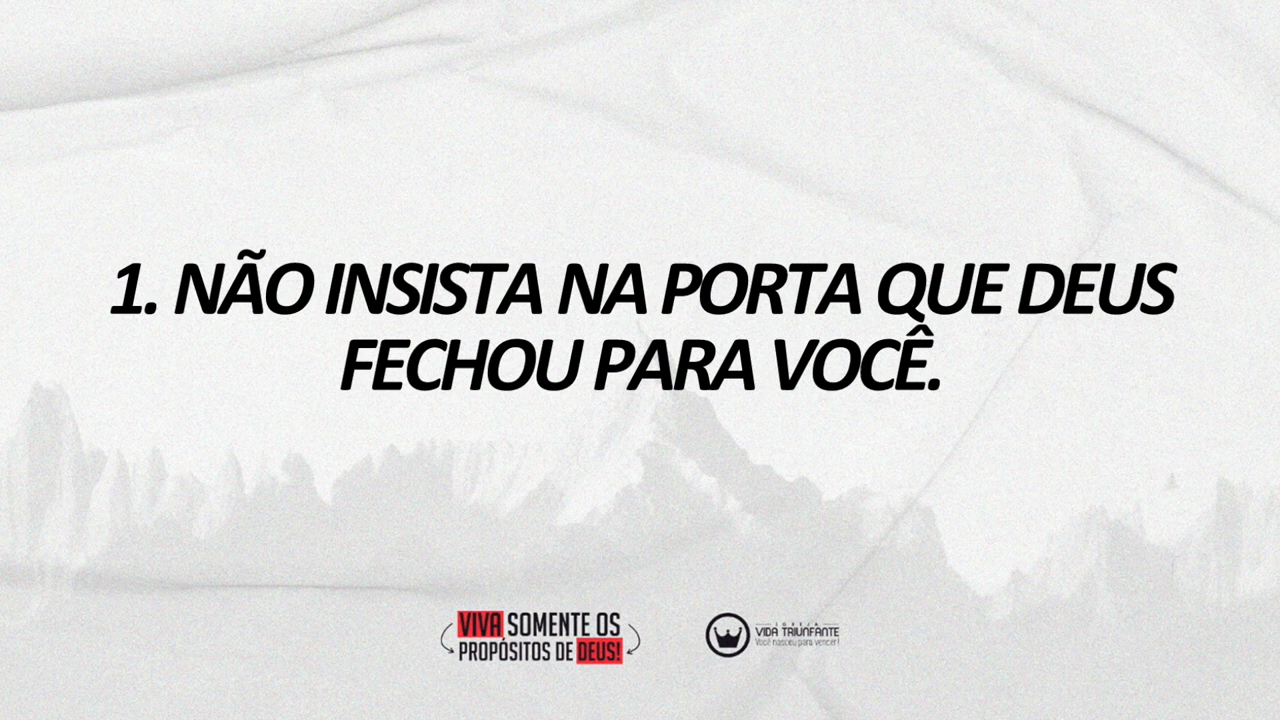 1. NÃO INSISTA NA PORTA QUE DEUS
FECHOU PARA VOCÊ.
VIVA SOMENTE OS
PROPÓSITOS DE DEUS!
IGREJA
VIDA TRIUNFANTE
Você nasceu para vencer!